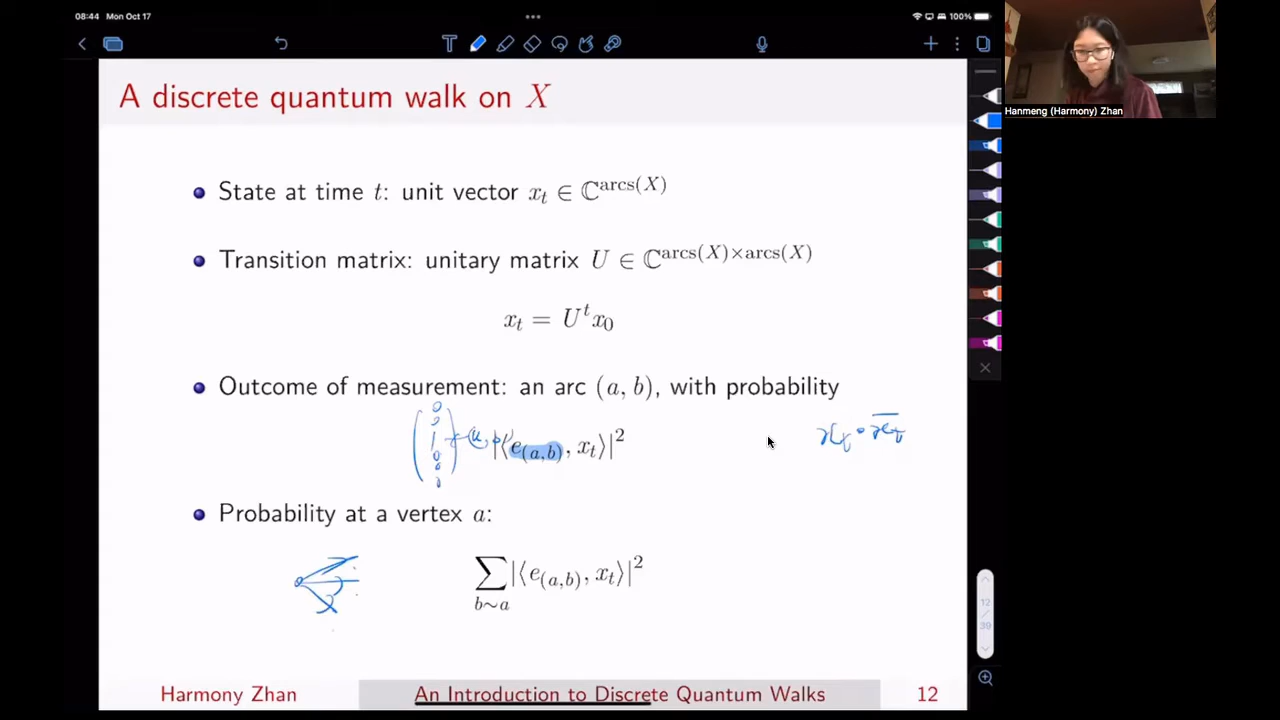 08:44 Mon Oct 17
100%
A discrete quantum walk on X
Hanmeng (Harmony) Zhan
State at time t: unit vector x_t ∈ ℂ^arcs(X)
Transition matrix: unitary matrix U ∈ ℂ^arcs(X)×arcs(X)
x_t = U^t x_0
Outcome of measurement: an arc (a, b), with probability
|⟨e_(a,b), x_t⟩|^2
Probability at a vertex a:
∑_{b∼a} |⟨e_(a,b), x_t⟩|^2
12
/
39
Harmony Zhan An Introduction to Discrete Quantum Walks 12